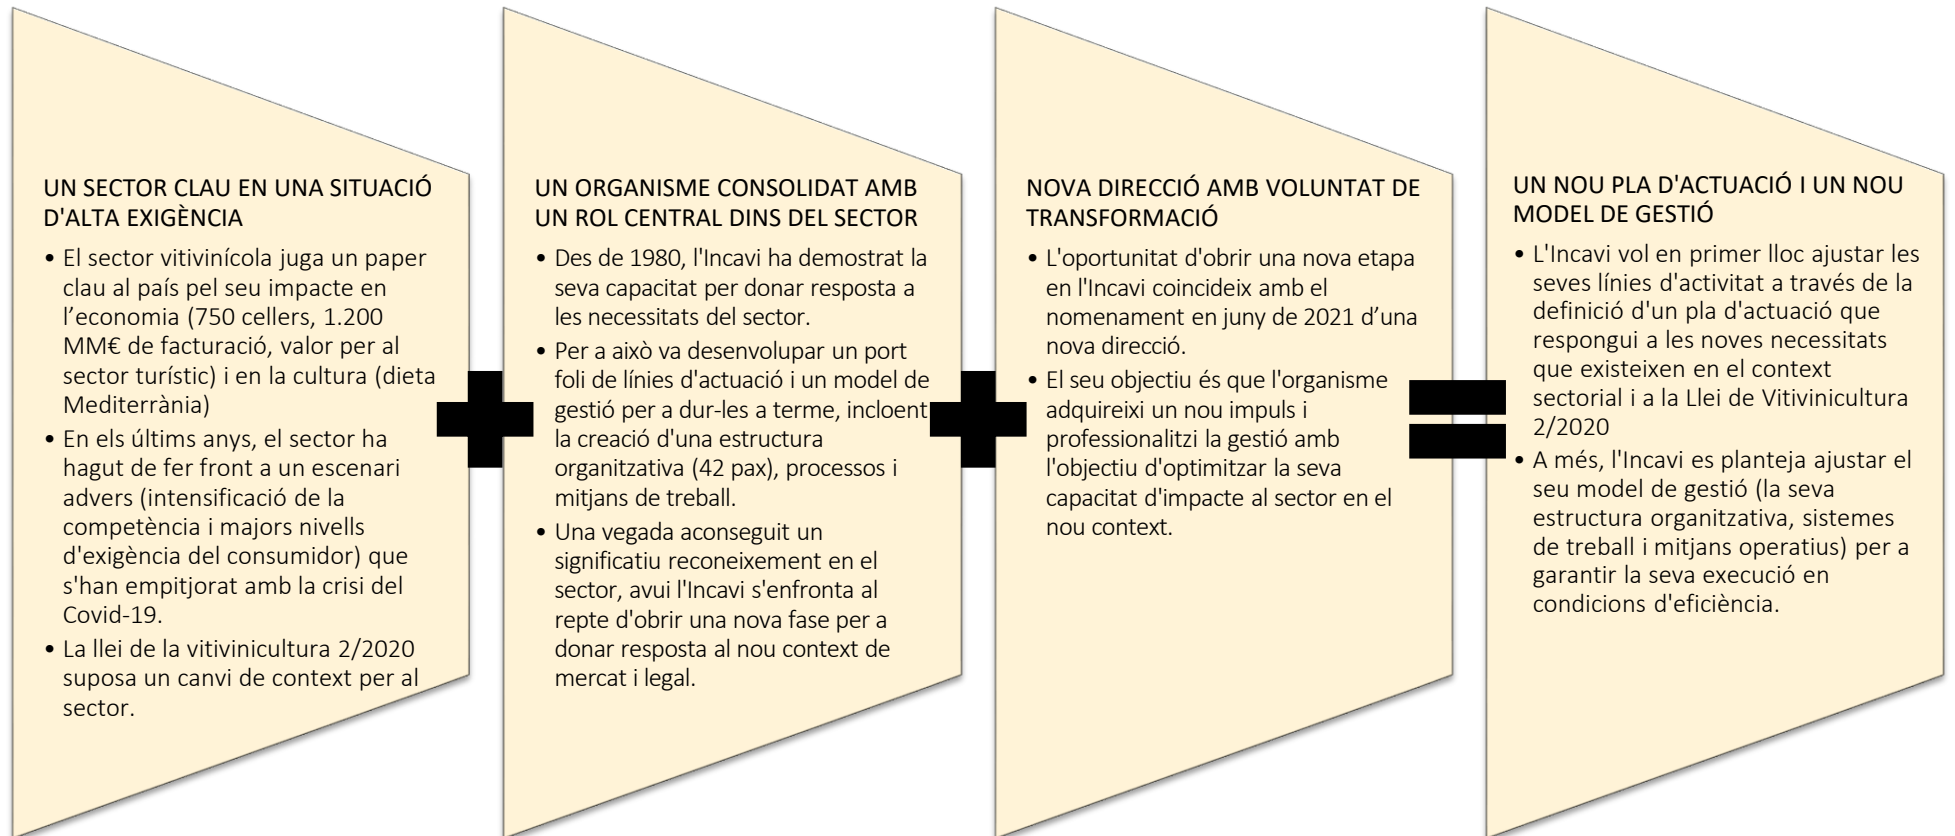 UN SECTOR CLAU EN UNA SITUACIÓ
D'ALTA EXIGÈNCIA
• El sector vitivinícola juga un paper
clau al país pel seu impacte en
l’economia (750 cellers, 1.200
MM€ de facturació, valor per al
sector turístic) i en la cultura (dieta
Mediterrània)
• En els últims anys, el sector ha
hagut de fer front a un escenari
advers (intensificació de la
competència i majors nivells
d'exigència del consumidor) que
s'han empitjorat amb la crisi del
Covid-19.
• La llei de la vitivinicultura 2/2020
suposa un canvi de context per al
sector.
UN ORGANISME CONSOLIDAT AMB
UN ROL CENTRAL DINS DEL SECTOR
• Des de 1980, l'Incavi ha demostrat la
seva capacitat per donar resposta a
les necessitats del sector.
• Per a això va desenvolupar un port
foli de línies d'actuació i un model de
gestió per a dur-les a terme, incloent
la creació d'una estructura
organitzativa (42 pax), processos i
mitjans de treball.
• Una vegada aconseguit un
significatiu reconeixement en el
sector, avui l'Incavi s'enfronta al
repte d'obrir una nova fase per a
donar resposta al nou context de
mercat i legal.
NOVA DIRECCIÓ AMB VOLUNTAT DE
TRANSFORMACIÓ
• L'oportunitat d'obrir una nova etapa
en l'Incavi coincideix amb el
nomenament en juny de 2021 d’una
nova direcció.
• El seu objectiu és que l'organisme
adquireixi un nou impuls i
professionalitzi la gestió amb
l'objectiu d'optimitzar la seva
capacitat d'impacte al sector en el
nou context.
UN NOU PLA D'ACTUACIÓ I UN NOU
MODEL DE GESTIÓ
• L'Incavi vol en primer lloc ajustar les
seves línies d'activitat a través de la
definició d'un pla d'actuació que
respongui a les noves necessitats
que existeixen en el context
sectorial i a la Llei de Vitivinicultura
2/2020
• A més, l'Incavi es planteja ajustar el
seu model de gestió (la seva
estructura organitzativa, sistemes
de treball i mitjans operatius) per a
garantir la seva execució en
condicions d'eficiència.